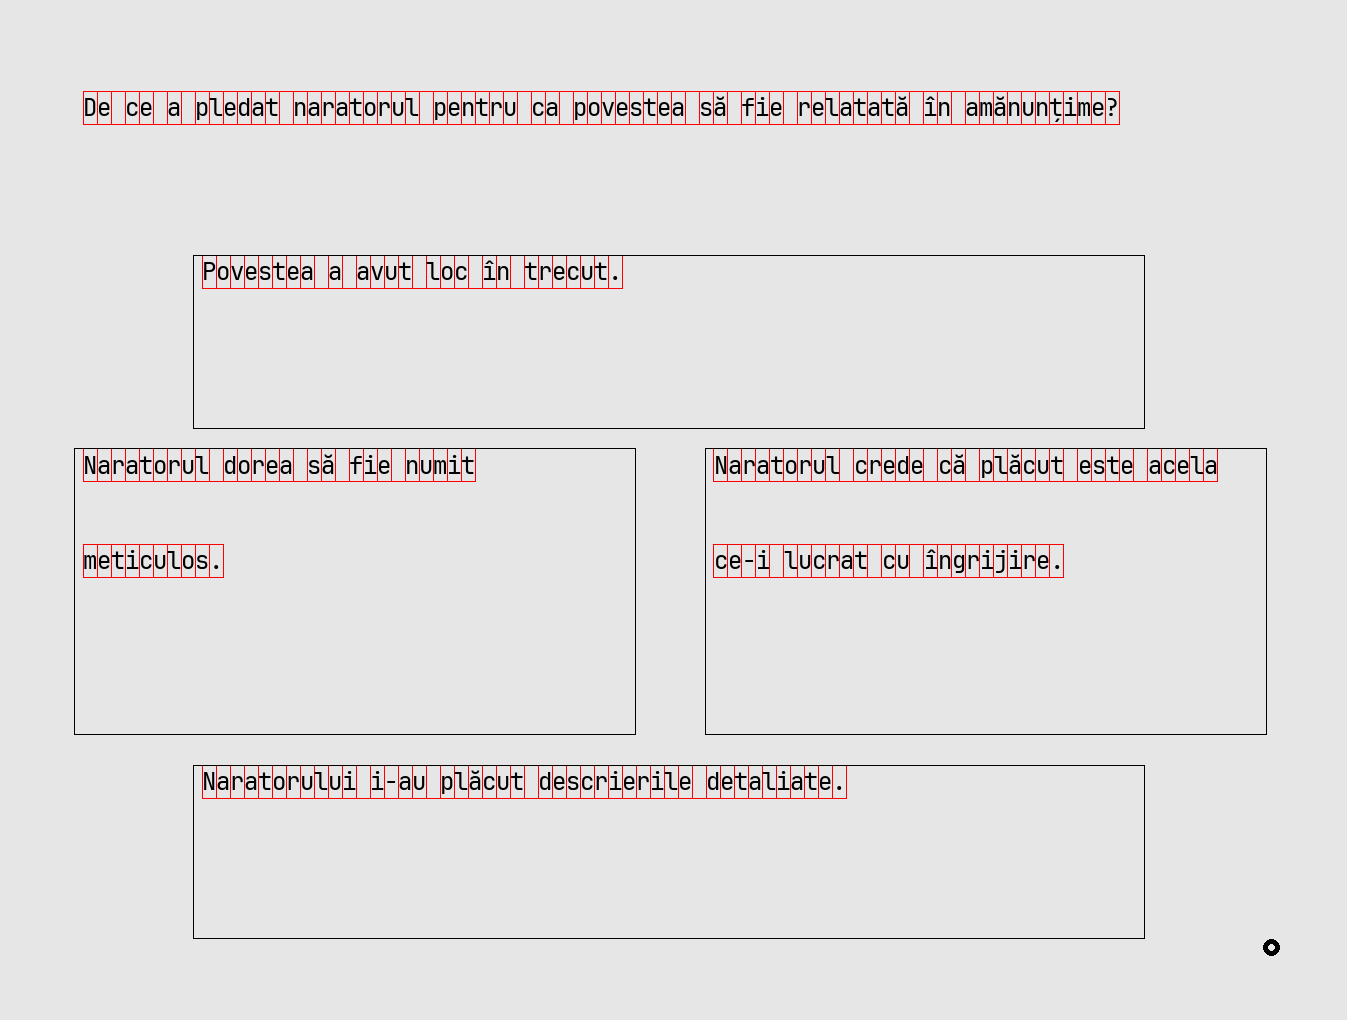 De ce a pledat naratorul pentru ca povestea să fie relatată în amănunțime?
Povestea a avut loc în trecut.
Naratorul dorea să fie numit
meticulos.
Naratorul crede că plăcut este acela
ce-i lucrat cu îngrijire.
Naratorului i-au plăcut descrierile detaliate.